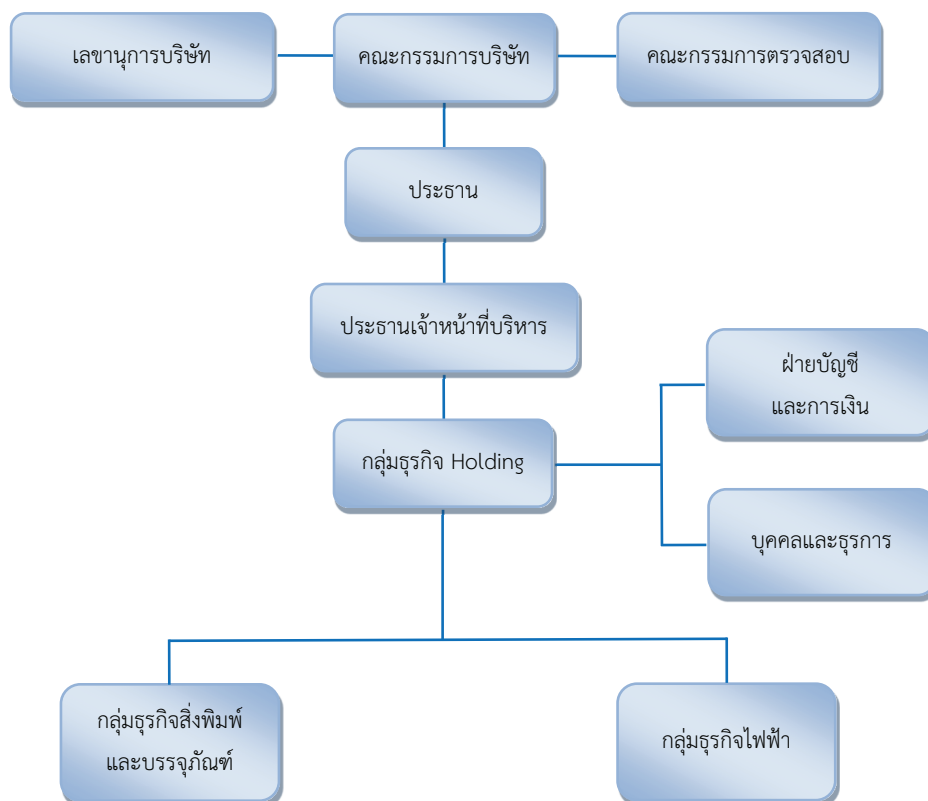 เลขานุการบริษัท
คณะกรรมการบริษัท
คณะกรรมการตรวจสอบ
ประธาน
ประธานเจ้าหน้าที่บริหาร
ฝ่ายบัญชี
และการเงิน
กลุ่มธุรกิจ Holding
บุคคลและธุรการ
กลุ่มธุรกิจสิ่งพิมพ์
และบรรจุภัณฑ์
กลุ่มธุรกิจไฟฟ้า